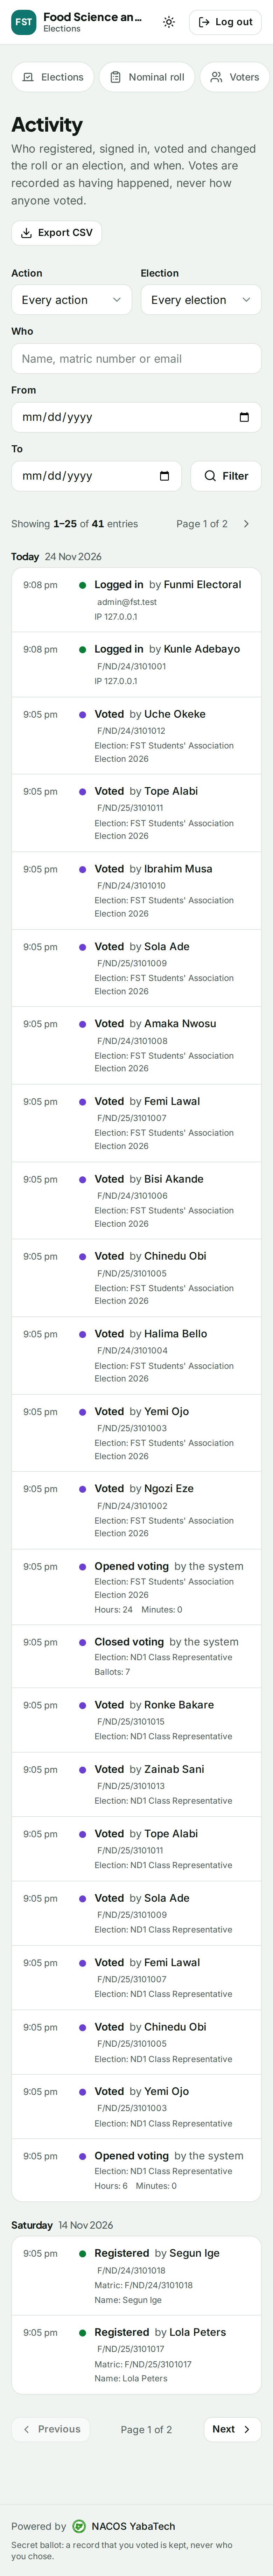 FST
Food Science an...
Elections
Log out
Elections
Nominal roll
Voters
Activity
Who registered, signed in, voted and changed
the roll or an election, and when. Votes are
recorded as having happened, never how
anyone voted.
Export CSV
Action
Election
Every action
Every election
Who
Name, matric number or email
From
mm/dd/yyyy
To
mm/dd/yyyy
Filter
Showing 1–25 of 41 entries
Page 1 of 2
Today 24 Nov 2026
9:08 pm
Logged in by Funmi Electoral
admin@fst.test
IP 127.0.0.1
9:08 pm
Logged in by Kunle Adebayo
F/ND/24/3101001
IP 127.0.0.1
9:05 pm
Voted by Uche Okeke
F/ND/24/3101012
Election: FST Students' Association
Election 2026
9:05 pm
Voted by Tope Alabi
F/ND/25/3101011
Election: FST Students' Association
Election 2026
9:05 pm
Voted by Ibrahim Musa
F/ND/24/3101010
Election: FST Students' Association
Election 2026
9:05 pm
Voted by Sola Ade
F/ND/25/3101009
Election: FST Students' Association
Election 2026
9:05 pm
Voted by Amaka Nwosu
F/ND/24/3101008
Election: FST Students' Association
Election 2026
9:05 pm
Voted by Femi Lawal
F/ND/25/3101007
Election: FST Students' Association
Election 2026
9:05 pm
Voted by Bisi Akande
F/ND/24/3101006
Election: FST Students' Association
Election 2026
9:05 pm
Voted by Chinedu Obi
F/ND/25/3101005
Election: FST Students' Association
Election 2026
9:05 pm
Voted by Halima Bello
F/ND/24/3101004
Election: FST Students' Association
Election 2026
9:05 pm
Voted by Yemi Ojo
F/ND/25/3101003
Election: FST Students' Association
Election 2026
9:05 pm
Voted by Ngozi Eze
F/ND/24/3101002
Election: FST Students' Association
Election 2026
9:05 pm
Opened voting by the system
Election: FST Students' Association
Election 2026
Hours: 24 Minutes: 0
9:05 pm
Closed voting by the system
Election: ND1 Class Representative
Ballots: 7
9:05 pm
Voted by Ronke Bakare
F/ND/25/3101015
Election: ND1 Class Representative
9:05 pm
Voted by Zainab Sani
F/ND/25/3101013
Election: ND1 Class Representative
9:05 pm
Voted by Tope Alabi
F/ND/25/3101011
Election: ND1 Class Representative
9:05 pm
Voted by Sola Ade
F/ND/25/3101009
Election: ND1 Class Representative
9:05 pm
Voted by Femi Lawal
F/ND/25/3101007
Election: ND1 Class Representative
9:05 pm
Voted by Chinedu Obi
F/ND/25/3101005
Election: ND1 Class Representative
9:05 pm
Voted by Yemi Ojo
F/ND/25/3101003
Election: ND1 Class Representative
9:05 pm
Opened voting by the system
Election: ND1 Class Representative
Hours: 6 Minutes: 0
Saturday 14 Nov 2026
9:05 pm
Registered by Segun Ige
F/ND/24/3101018
Matric: F/ND/24/3101018
Name: Segun Ige
9:05 pm
Registered by Lola Peters
F/ND/25/3101017
Matric: F/ND/25/3101017
Name: Lola Peters
Previous
Page 1 of 2
Next
Powered by NACOS YabaTech
Secret ballot: a record that you voted is kept, never who
you chose.